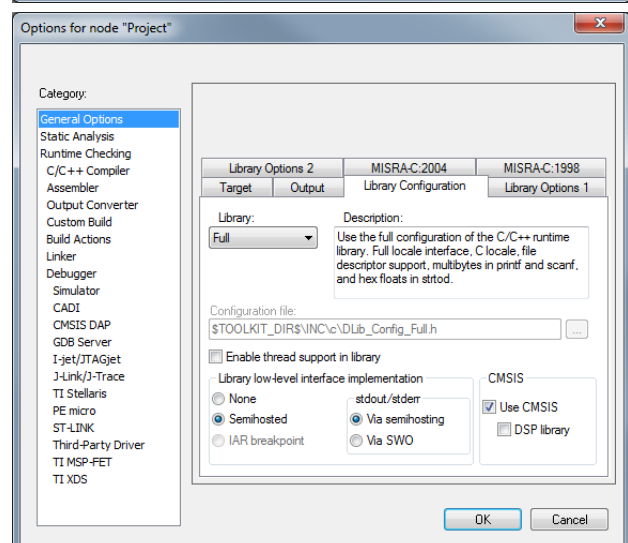 Options for node "Project"
Category:
General Options
Static Analysis
Runtime Checking
C/C++ Compiler
Assembler
Output Converter
Custom Build
Build Actions
Linker
Debugger
Simulator
CADI
CMSIS DAP
GDB Server
I-jet/JTAGjet
J-Link/J-Trace
TI Stellaris
PE micro
ST-LINK
Third-Party Driver
TI MSP-FET
TI XDS
Library Options 2 MISRA-C:2004 MISRA-C:1998
Target Output Library Configuration Library Options 1
Library: Description:
Full
Use the full configuration of the C/C++ runtime
library. Full locale interface, C locale, file
descriptor support, multibytes in printf and scanf,
and hex floats in strtod.
Configuration file:
$TOOLKIT_DIR$\INC\c\DLib_Config_Full.h ...
Enable thread support in library
Library low-level interface implementation
None
Semihosted
IAR breakpoint
stdout/stderr
Via semihosting
Via SWO
CMSIS
Use CMSIS
DSP library
OK Cancel